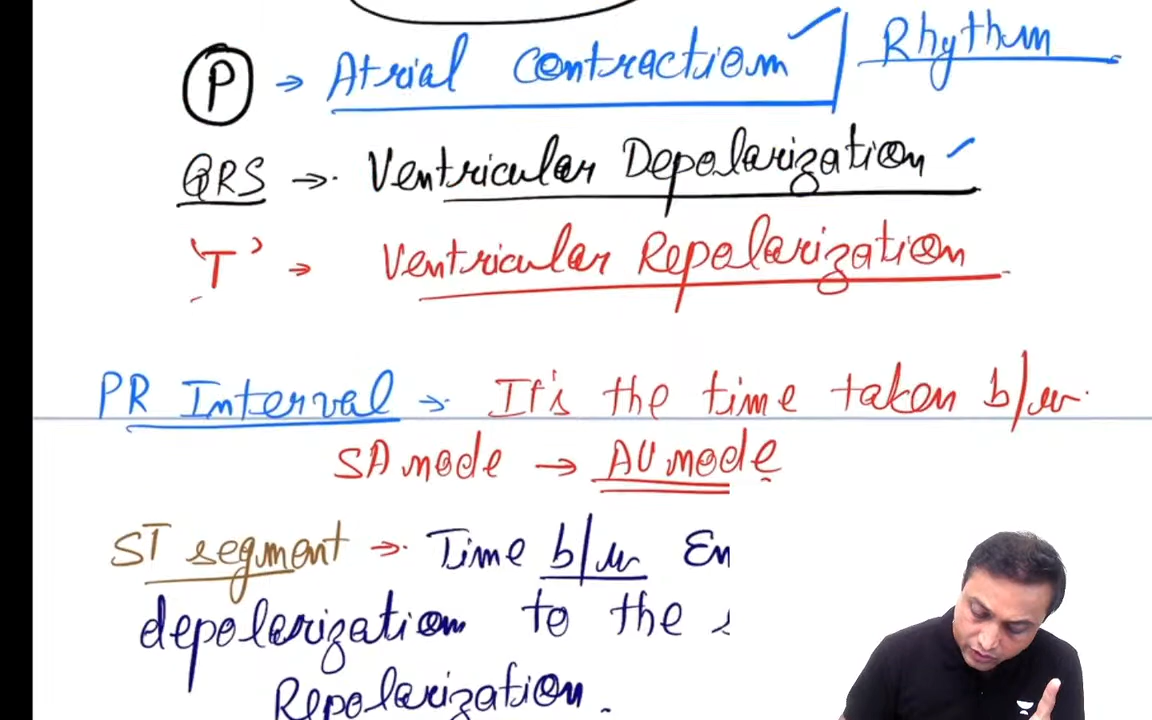 P → Atrial Contraction Rhythm
QRS → Ventricular Depolarization
'T' → Ventricular Repolarization
PR Interval → It's the time taken b/w
SA node → AV node
ST segment → Time b/w En
depolarization to the
Repolarization.